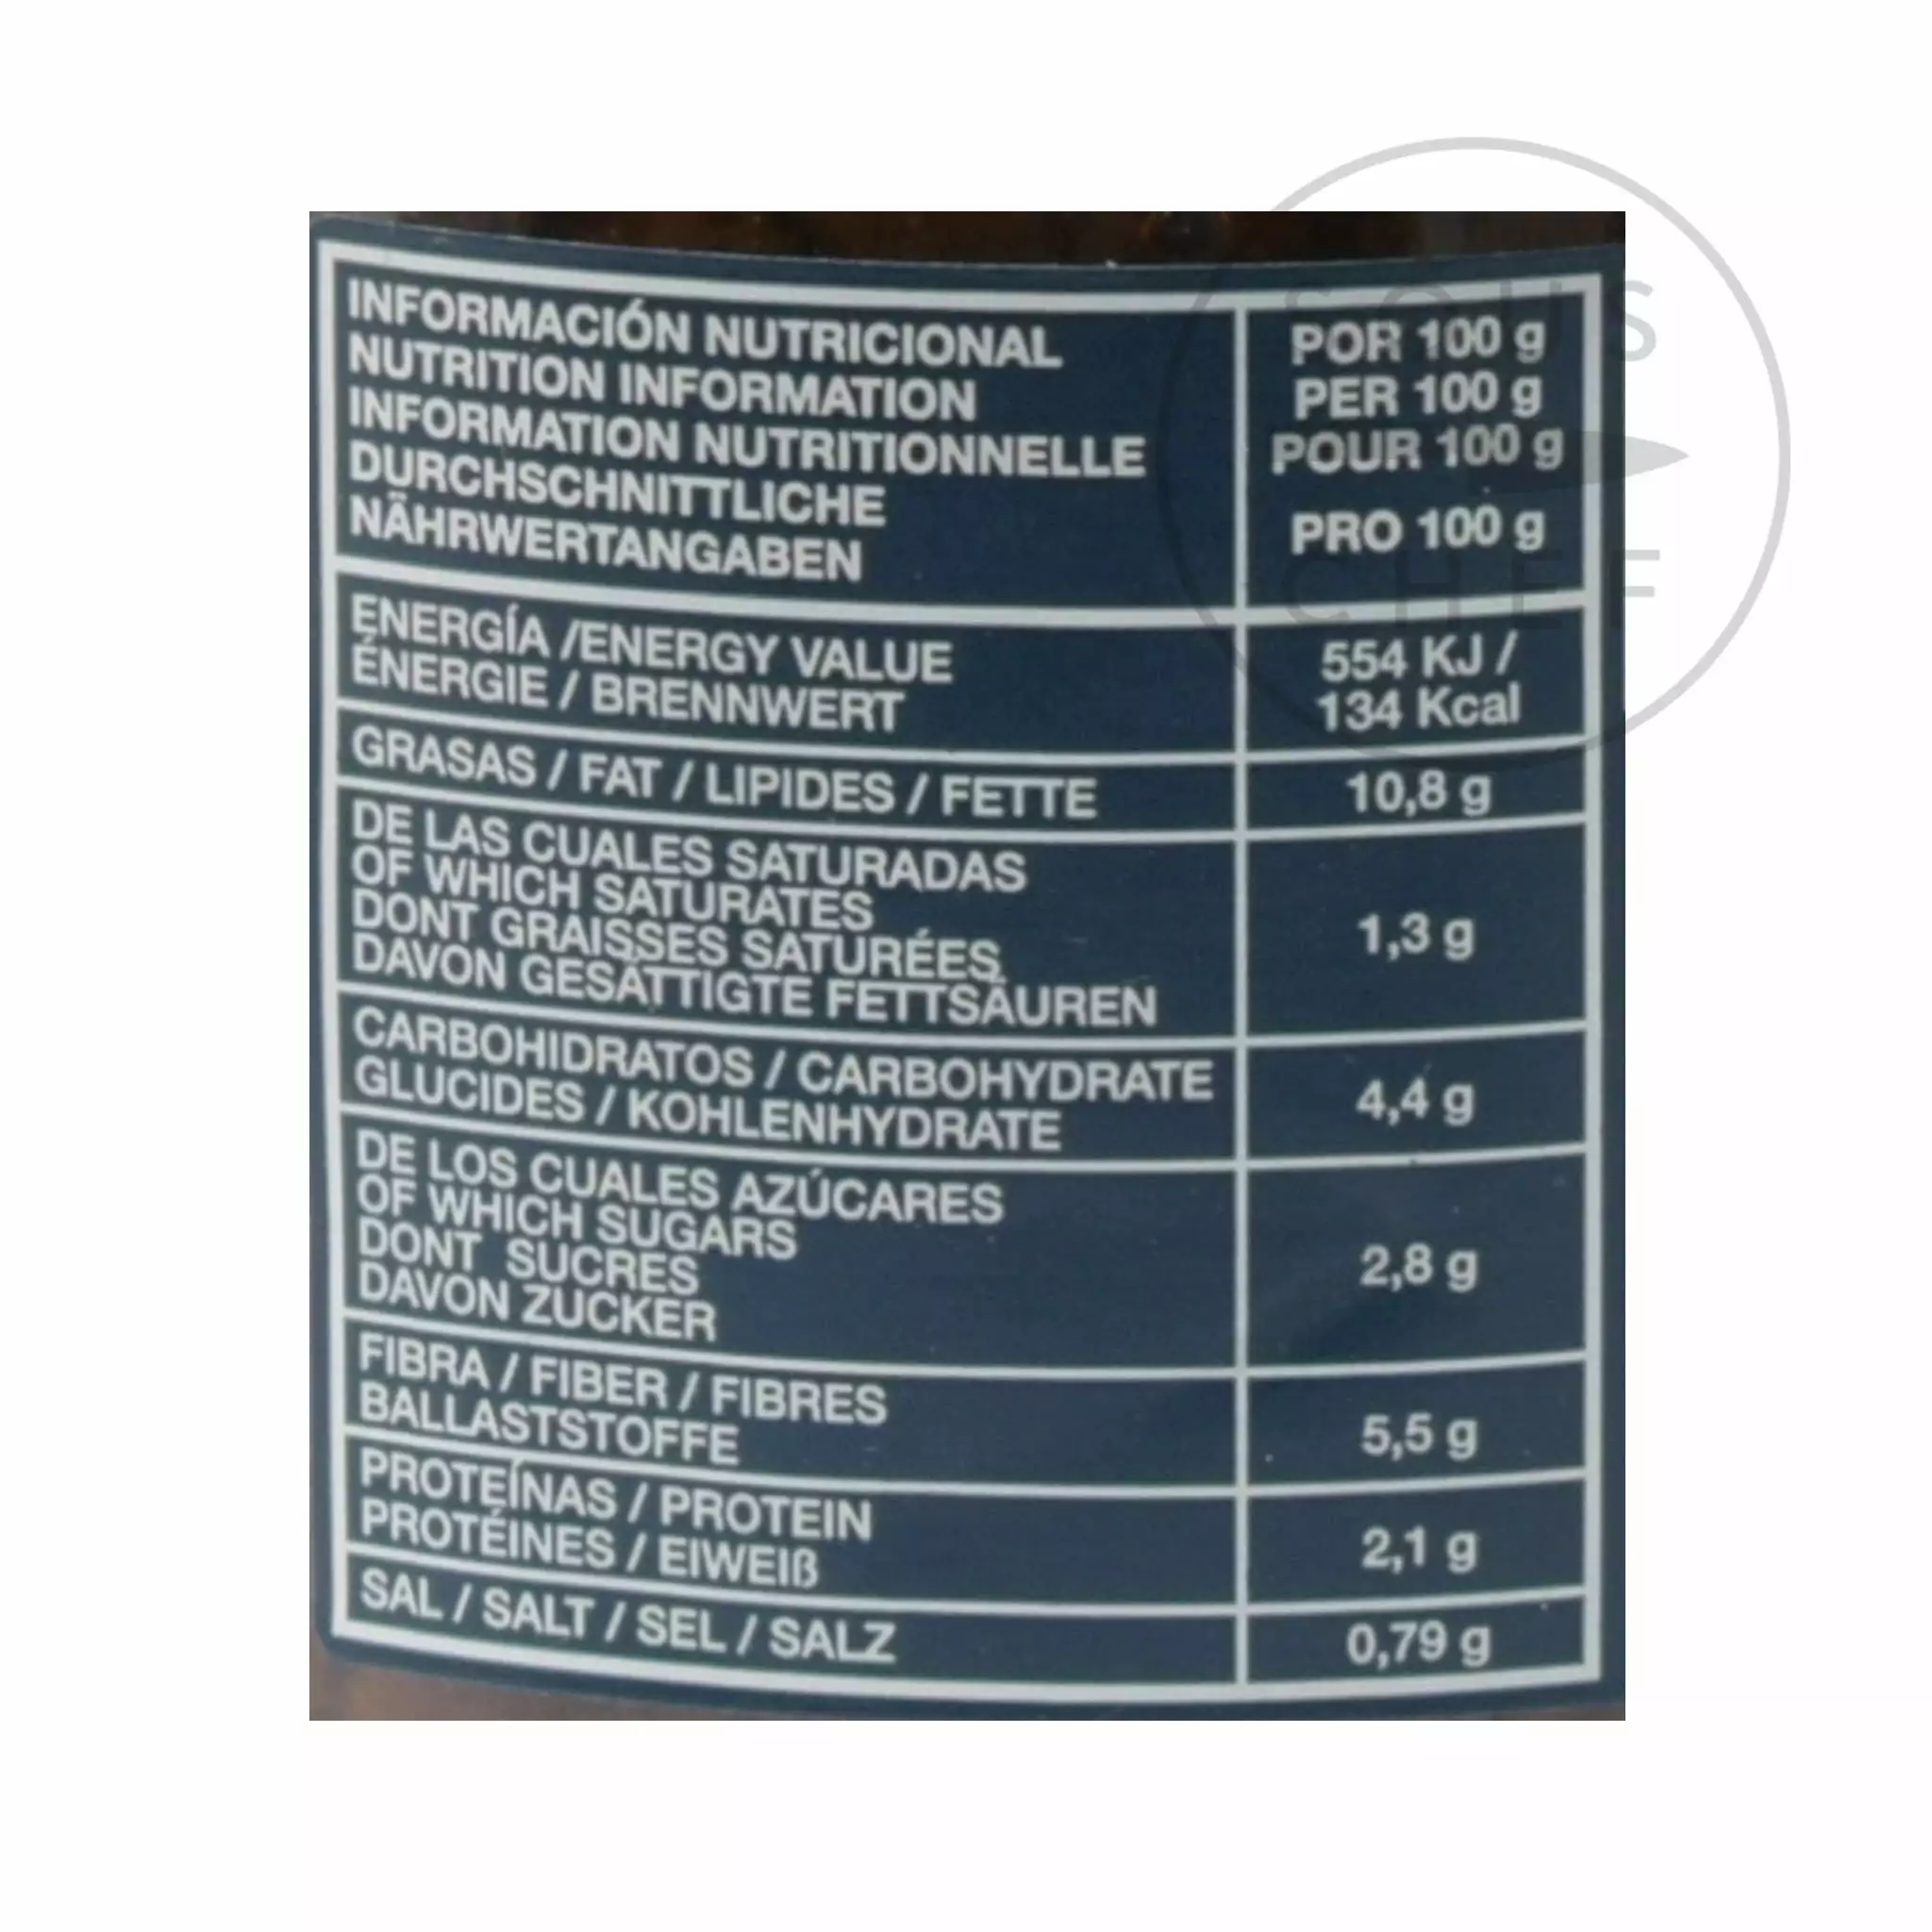 INFORMACIÓN NUTRICIONAL
NUTRITION INFORMATION
INFORMATION NUTRITIONNELLE
DURCHSCHNITTLICHE
NÄHRWERTANGABEN
POR 100 g
PER 100 g
POUR 100 g
PRO 100 g
ENERGÍA /ENERGY VALUE
ÉNERGIE / BRENNWERT
554 KJ /
134 Kcal
GRASAS / FAT / LIPIDES / FETTE
10,8 g
DE LAS CUALES SATURADAS
OF WHICH SATURATES
DONT GRAISSES SATURÉES
DAVON GESÄTTIGTE FETTSÄUREN
1,3 g
CARBOHIDRATOS / CARBOHYDRATE
GLUCIDES / KOHLENHYDRATE
4,4 g
DE LOS CUALES AZÚCARES
OF WHICH SUGARS
DONT SUCRES
DAVON ZUCKER
2,8 g
FIBRA / FIBER / FIBRES
BALLASTSTOFFE
5,5 g
PROTEÍNAS / PROTEIN
PROTÉINES / EIWEIß
2,1 g
SAL / SALT / SEL / SALZ
0,79 g
SOUS
CHEF